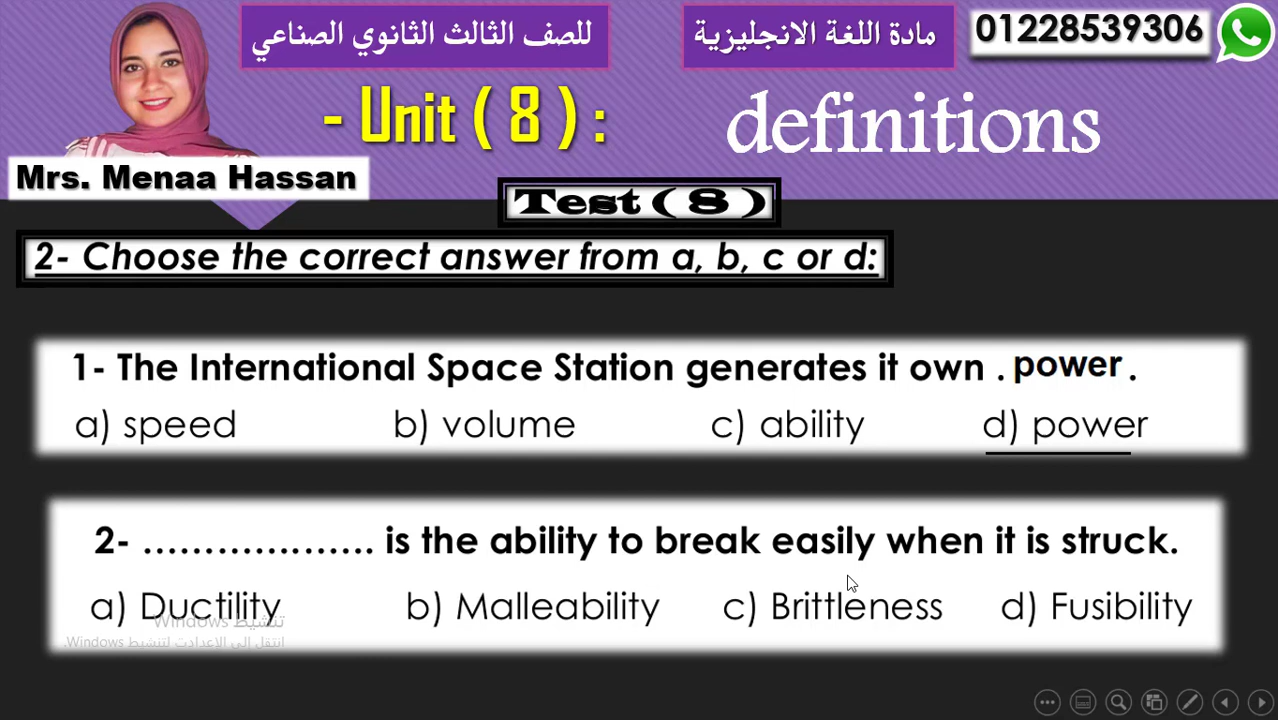 للصف الثالث الثانوي الصناعي
مادة اللغة الانجليزية
01228539306
- Unit ( 8 ) :
definitions
Mrs. Menaa Hassan
Test ( 8 )
2- Choose the correct answer from a, b, c or d:
1- The International Space Station generates it own . power .
a) speed b) volume c) ability d) power
2- ………………. is the ability to break easily when it is struck.
a) Ductility b) Malleability c) Brittleness d) Fusibility
تنشيط Windows
انتقل إلى الإعدادات لتنشيط Windows.